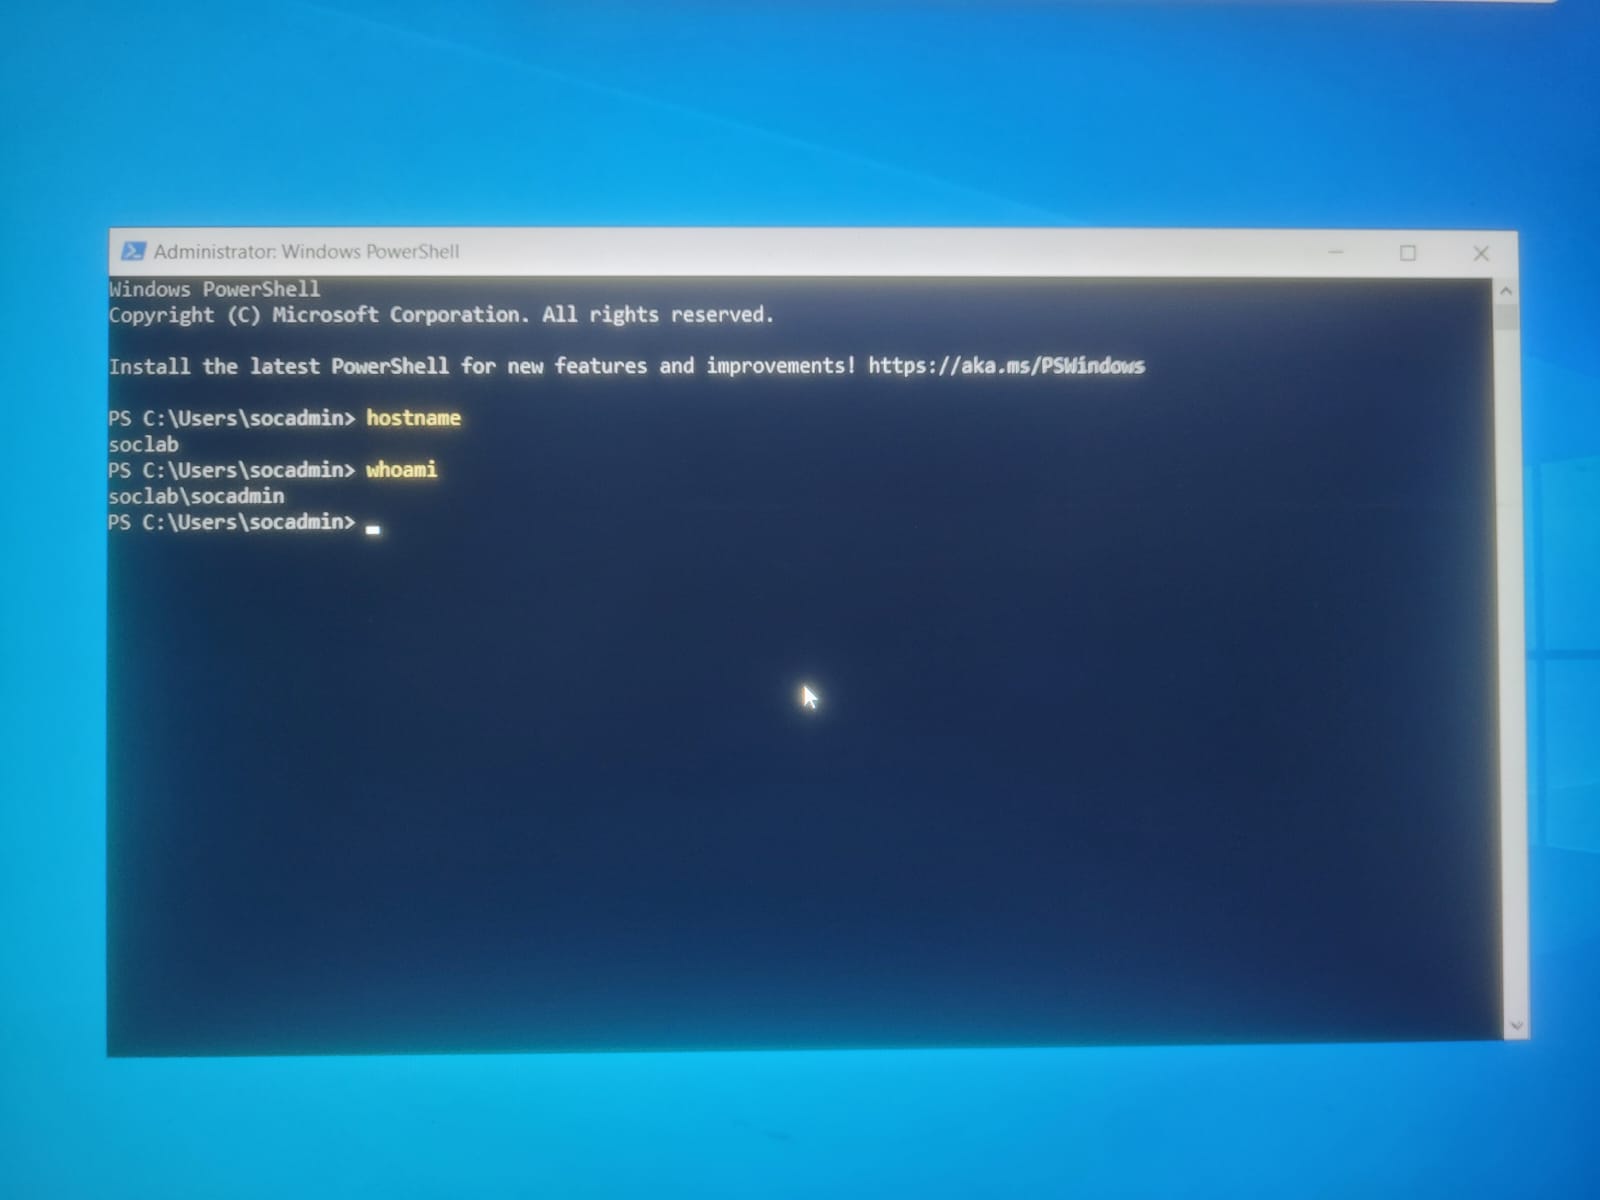 Administrator: Windows PowerShell
Windows PowerShell
Copyright (C) Microsoft Corporation. All rights reserved.
Install the latest PowerShell for new features and improvements! https://aka.ms/PSWindows
PS C:\Users\socadmin> hostname
soclab
PS C:\Users\socadmin> whoami
soclab\socadmin
PS C:\Users\socadmin>